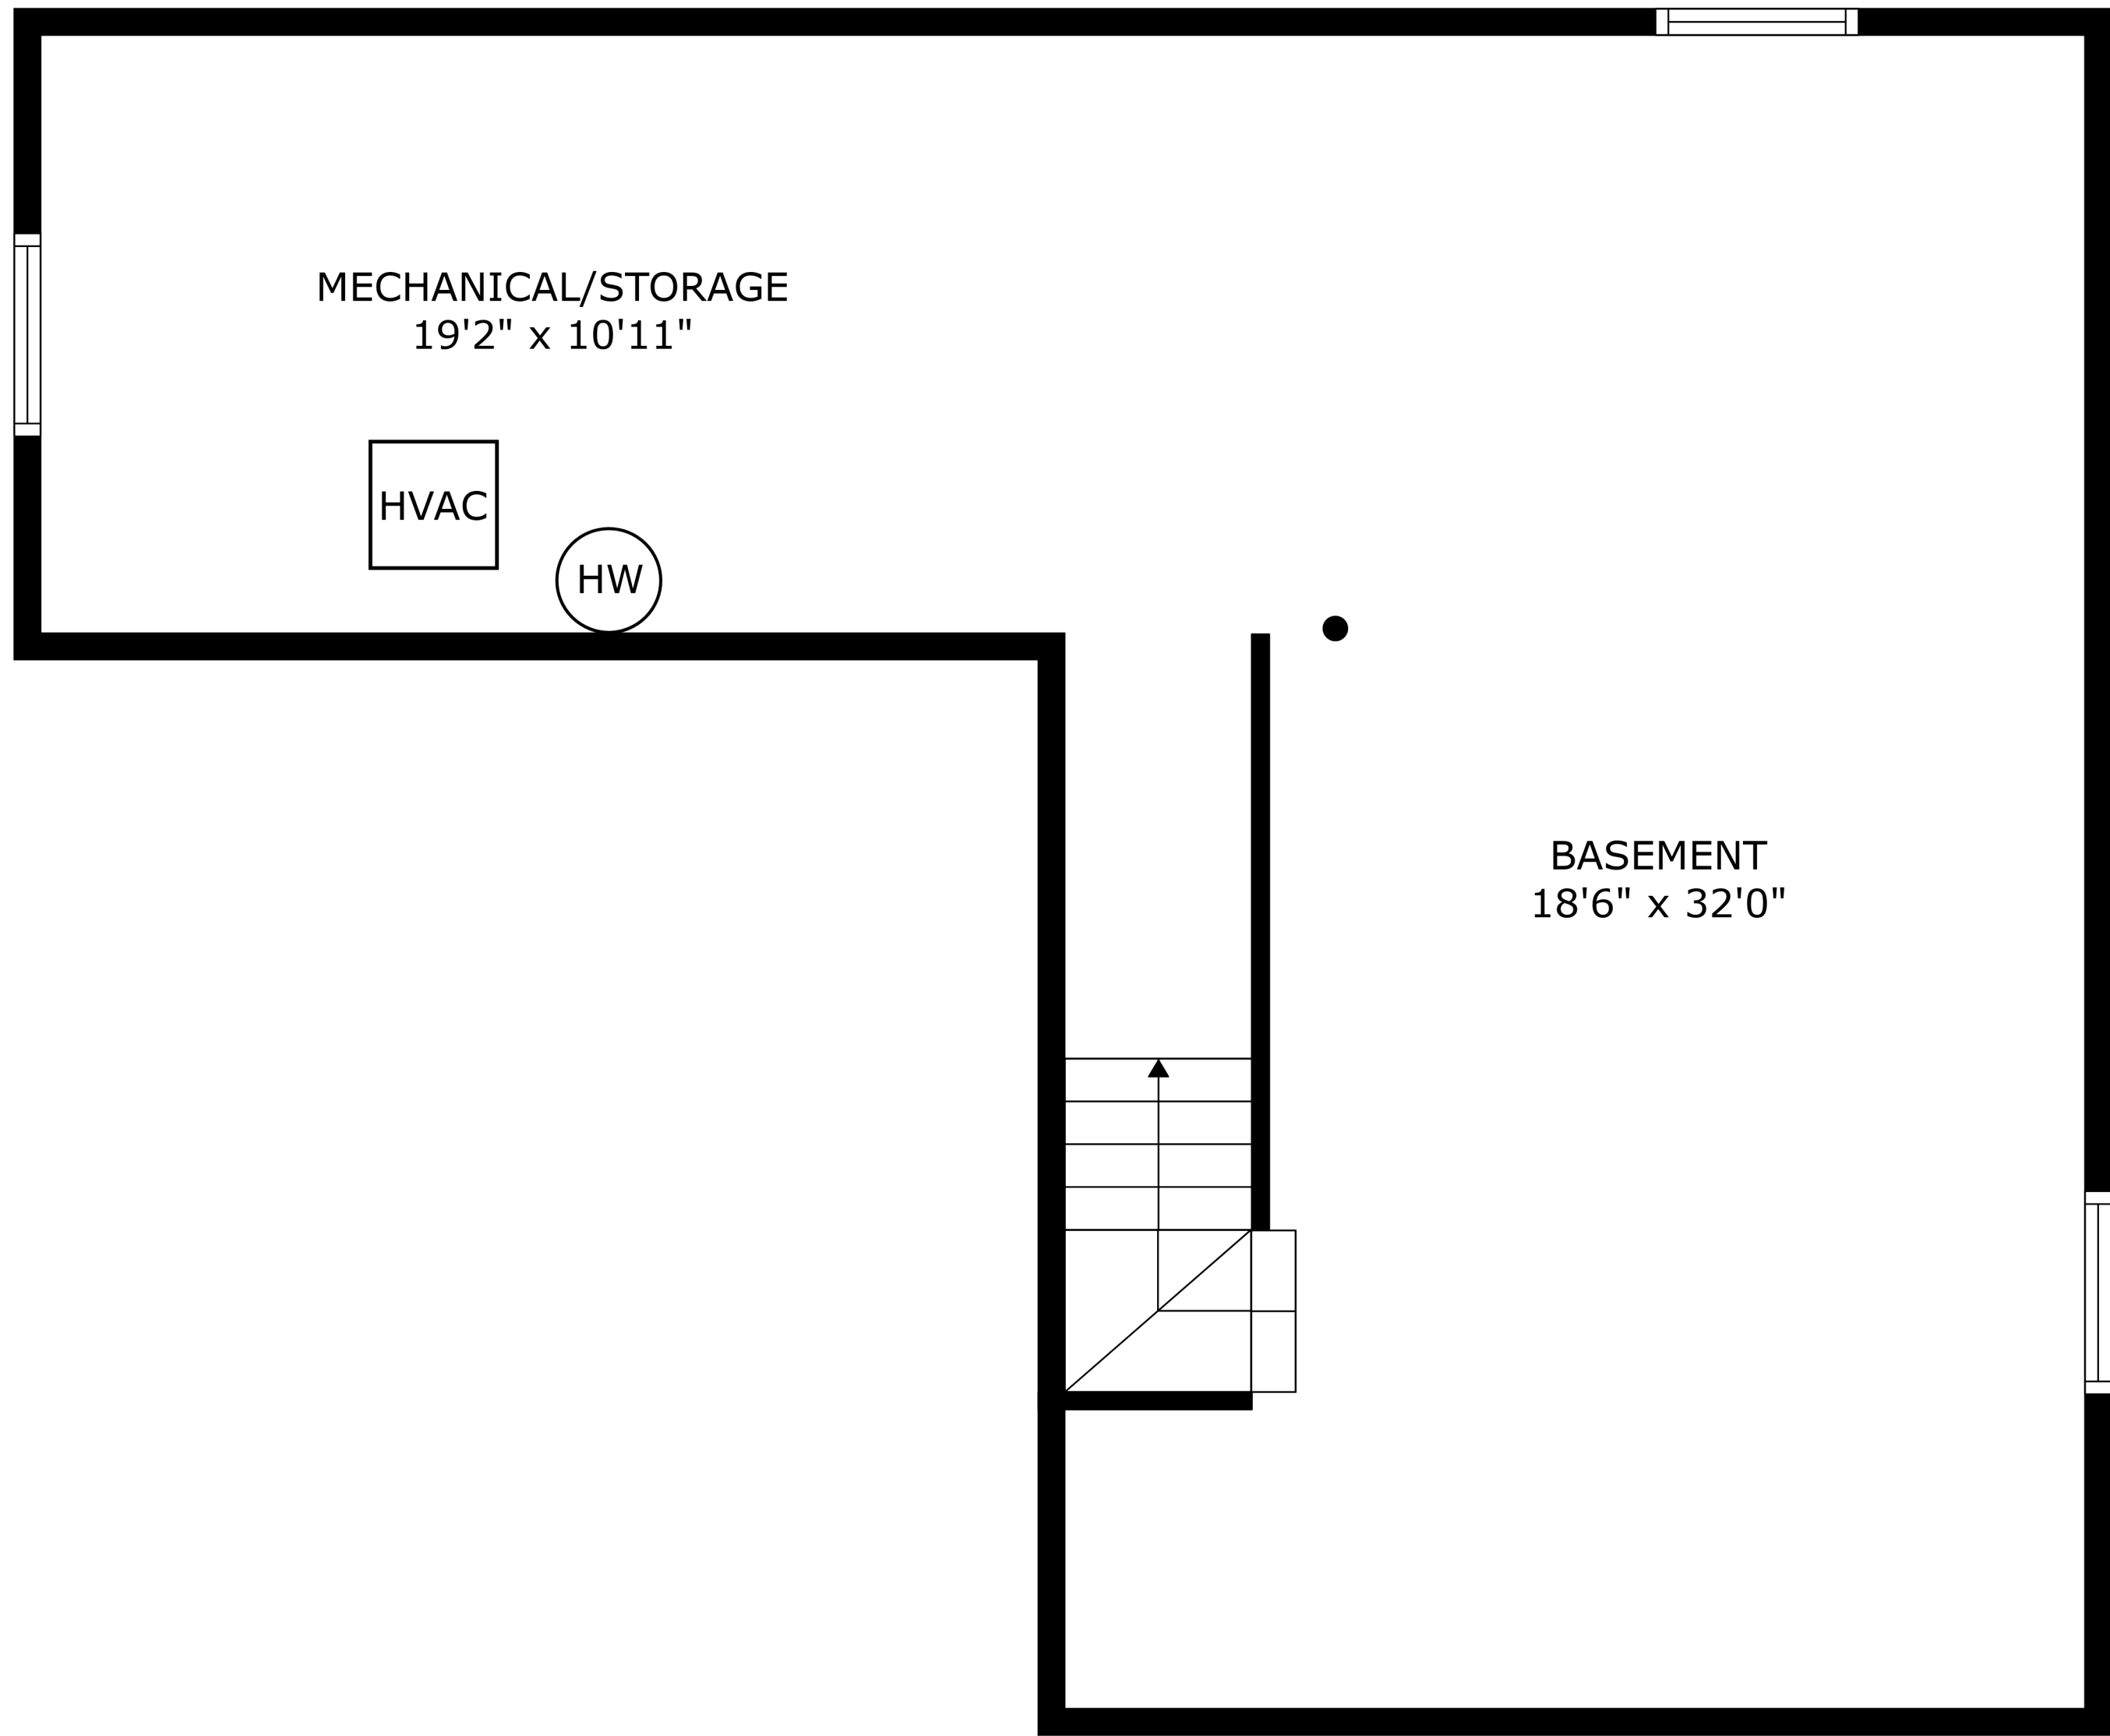 MECHANICAL/STORAGE
19'2" x 10'11"
HVAC
HW
BASEMENT
18'6" x 32'0"